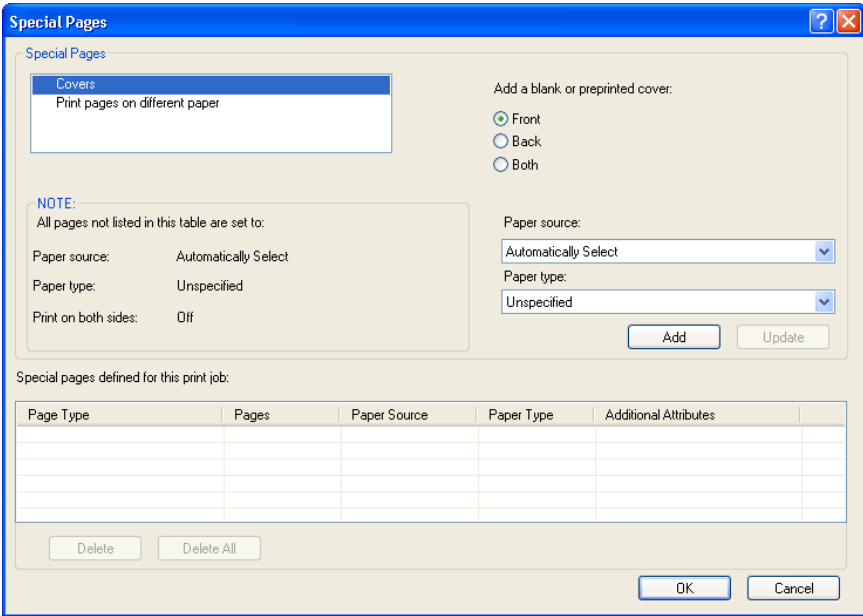 Special Pages
Special Pages
Covers
Print pages on different paper
Add a blank or preprinted cover:
Front
Back
Both
NOTE:
All pages not listed in this table are set to:
Paper source: Automatically Select
Paper type: Unspecified
Print on both sides: Off
Paper source:
Automatically Select
Paper type:
Unspecified
Add Update
Special pages defined for this print job:
Page Type Pages Paper Source Paper Type Additional Attributes
Delete Delete All
OK Cancel